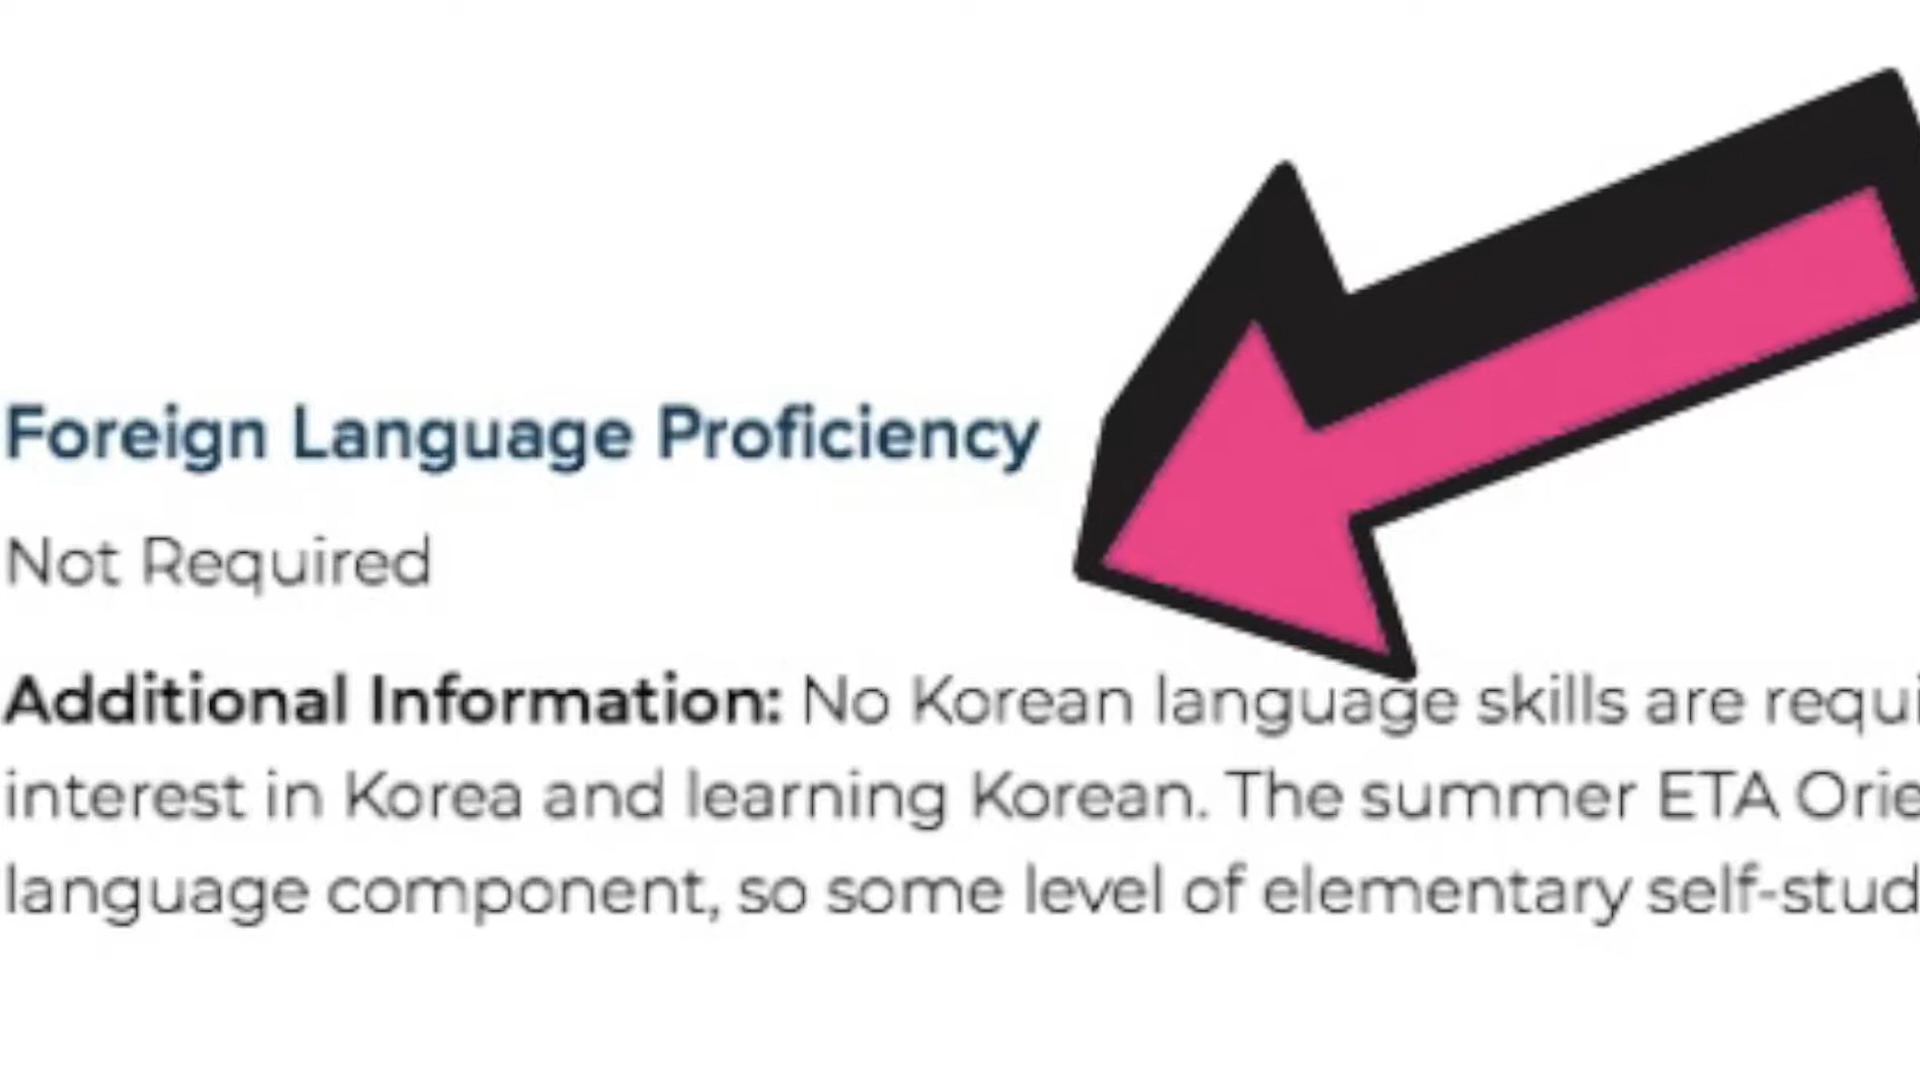 Foreign Language Proficiency
Not Required
Additional Information: No Korean language skills are requi
interest in Korea and learning Korean. The summer ETA Orie
language component, so some level of elementary self-stud